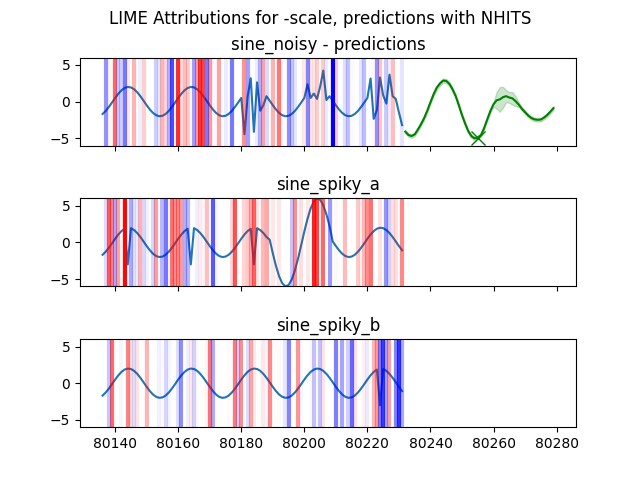 LIME Attributions for -scale, predictions with NHITS
sine_noisy - predictions
5
0
−5
sine_spiky_a
5
0
−5
sine_spiky_b
5
0
−5
80140 80160 80180 80200 80220 80240 80260 80280